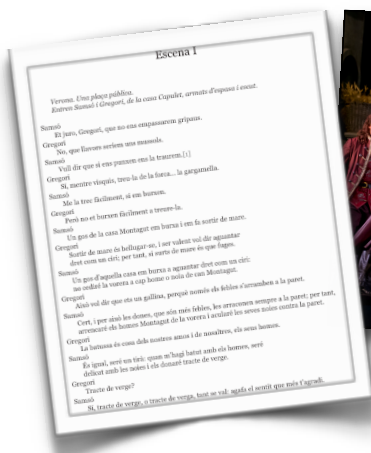 Escena I
Verona. Una plaça pública.
Entren Samsó i Gregori, de la casa Capulet, armats d'espasa i escut.
Samsó
Et juro, Gregori, que no ens empassarem gripaus.
Gregori
No, que llavors seríem uns mussols.
Samsó
Vull dir que si ens punxen ens la traurem.[1]
Gregori
Sí, mentre visquis, treu-la de la forca... la gargamella.
Samsó
Me la trec fàcilment, si em burxen.
Gregori
Però no et burxen fàcilment a treure-la.
Samsó
Un gos de la casa Montagut em burxa i em fa sortir de mare.
Gregori
Sortir de mare és bellugar-se, i ser valent vol dir aguantar
dret com un ciri; per tant, si surts de mare és que fuges.
Samsó
Un gos d'aquella casa em burxa a aguantar dret com un ciri:
no cediré la vorera a cap home o noia de can Montagut.
Gregori
Això vol dir que ets un gallina, perquè només els febles s'arramben a la paret.
Samsó
Cert, i per això les dones, que són més febles, les arraconen sempre a la paret; per tant,
arrencaré els homes Montagut de la vorera i acularé les seves noies contra la paret.
Gregori
La batussa és cosa dels nostres amos i de nosaltres, els seus homes.
Samsó
És igual, seré un tirà: quan m'hagi batut amb els homes, seré
delicat amb les noies i els donaré tracte de verge.
Gregori
Tracte de verge?
Samsó
Sí, tracte de verge, o tracte de verga, tant se val: agafa el sentit que més t'agradi.